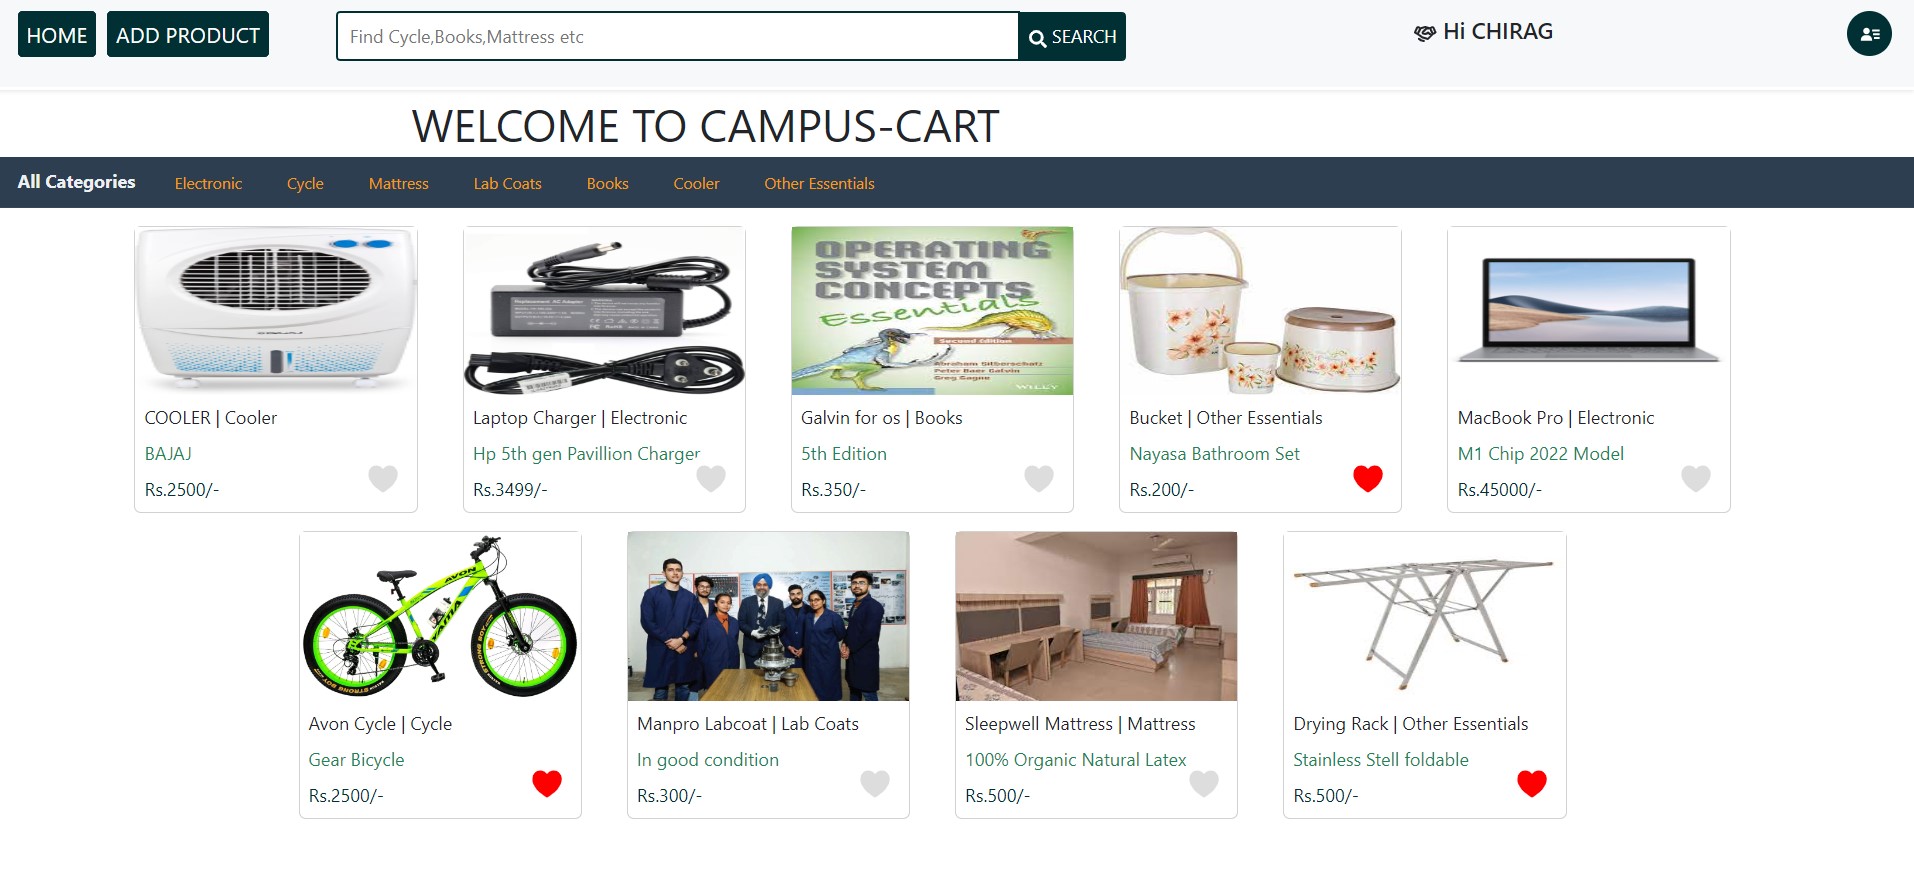 HOME
ADD PRODUCT
Find Cycle,Books,Mattress etc
SEARCH
Hi CHIRAG
WELCOME TO CAMPUS-CART
All Categories
Electronic
Cycle
Mattress
Lab Coats
Books
Cooler
Other Essentials
BAJAJ
COOLER | Cooler
BAJAJ
Rs.2500/-
Replacement AC Adapter
Laptop Charger | Electronic
Hp 5th gen Pavillion Charger
Rs.3499/-
OPERATING
SYSTEM
CONCEPTS
Essentials
Second Edition
Abraham Silberschatz
Peter Baer Galvin
Greg Gagne
WILEY
Galvin for os | Books
5th Edition
Rs.350/-
Bucket | Other Essentials
Nayasa Bathroom Set
Rs.200/-
MacBook Pro | Electronic
M1 Chip 2022 Model
Rs.45000/-
AVON
STRONG BOY
Avon Cycle | Cycle
Gear Bicycle
Rs.2500/-
Manpro Labcoat | Lab Coats
In good condition
Rs.300/-
Sleepwell Mattress | Mattress
100% Organic Natural Latex
Rs.500/-
Drying Rack | Other Essentials
Stainless Stell foldable
Rs.500/-